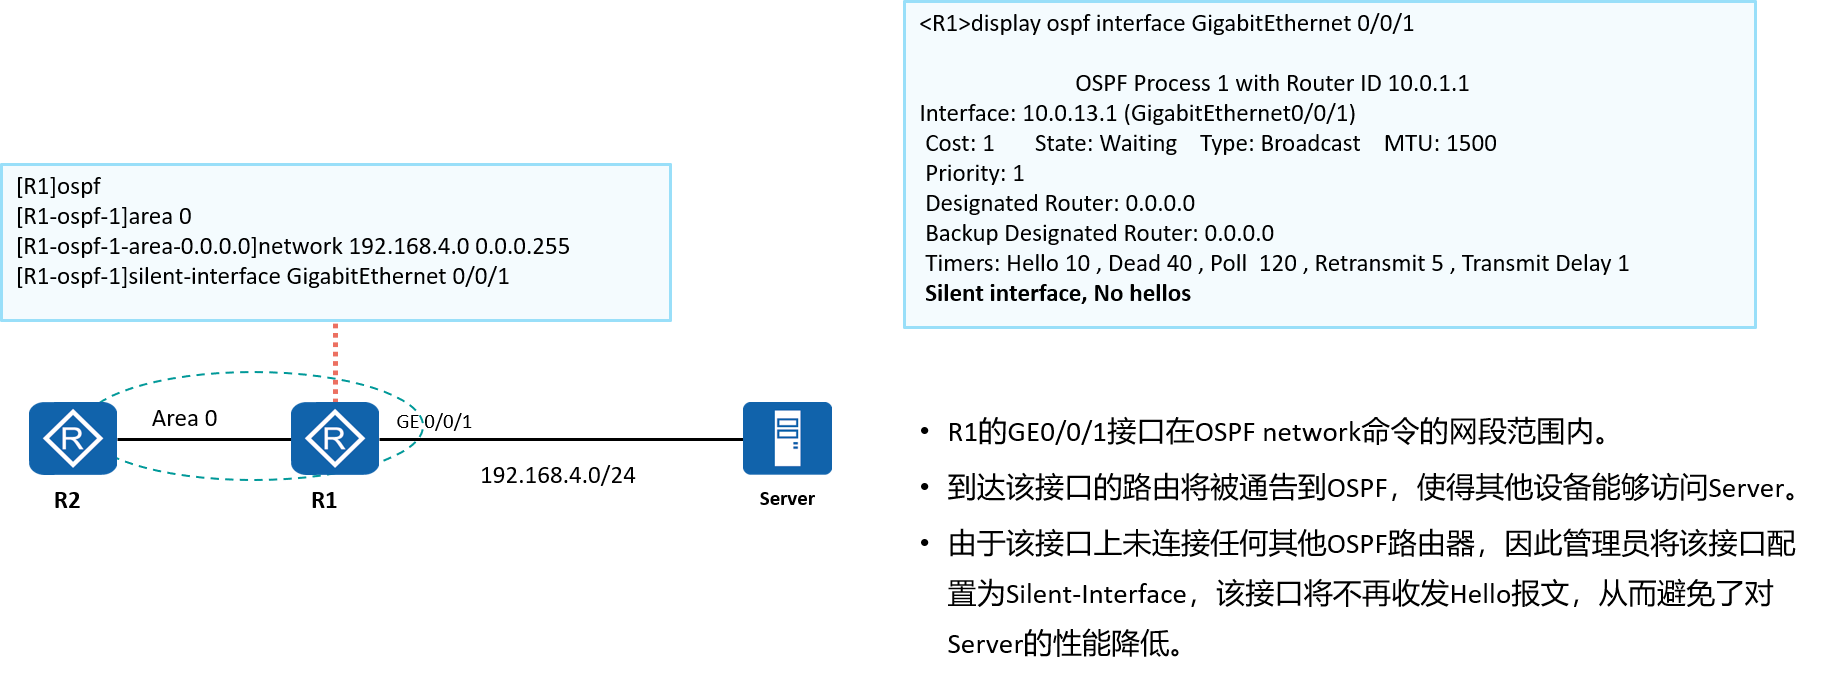 <R1>display ospf interface GigabitEthernet 0/0/1
OSPF Process 1 with Router ID 10.0.1.1
Interface: 10.0.13.1 (GigabitEthernet0/0/1)
Cost: 1 State: Waiting Type: Broadcast MTU: 1500
Priority: 1
Designated Router: 0.0.0.0
Backup Designated Router: 0.0.0.0
Timers: Hello 10 , Dead 40 , Poll 120 , Retransmit 5 , Transmit Delay 1
Silent interface, No hellos
[R1]ospf
[R1-ospf-1]area 0
[R1-ospf-1-area-0.0.0.0]network 192.168.4.0 0.0.0.255
[R1-ospf-1]silent-interface GigabitEthernet 0/0/1
Area 0
GE 0/0/1
R
R
192.168.4.0/24
R2
R1
Server
• R1的GE0/0/1接口在OSPF network命令的网段范围内。
• 到达该接口的路由将被通告到OSPF，使得其他设备能够访问Server。
• 由于该接口上未连接任何其他OSPF路由器，因此管理员将该接口配
置为Silent-Interface，该接口将不再收发Hello报文，从而避免了对
Server的性能降低。